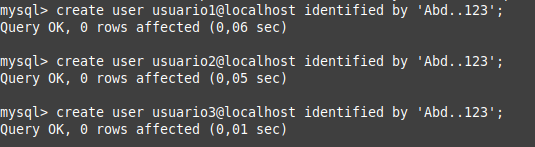 mysql> create user usuario1@localhost identified by 'Abd..123';
Query OK, 0 rows affected (0,06 sec)
mysql> create user usuario2@localhost identified by 'Abd..123';
Query OK, 0 rows affected (0,05 sec)
mysql> create user usuario3@localhost identified by 'Abd..123';
Query OK, 0 rows affected (0,01 sec)